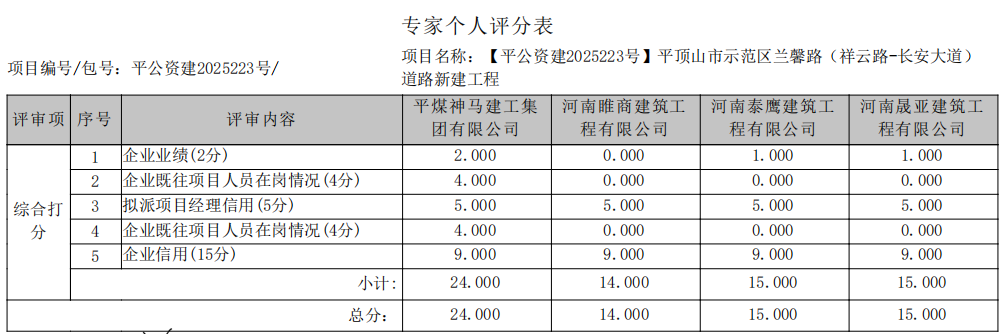 专家个人评分表
项目编号/包号: 平公资建2025223号/
项目名称: 【平公资建2025223号】平顶山市示范区兰馨路（祥云路-长安大道）
道路新建工程
评审项 序号 评审内容 平煤神马建工集团有限公司 河南睢商建筑工程有限公司 河南泰鹰建筑工程有限公司 河南晟亚建筑工程有限公司
综合打分
1 企业业绩(2分) 2.000 0.000 1.000 1.000
2 企业既往项目人员在岗情况(4分) 4.000 0.000 0.000 0.000
3 拟派项目经理信用(5分) 5.000 5.000 5.000 5.000
4 企业既往项目人员在岗情况(4分) 4.000 0.000 0.000 0.000
5 企业信用(15分) 9.000 9.000 9.000 9.000
小计: 24.000 14.000 15.000 15.000
总分: 24.000 14.000 15.000 15.000